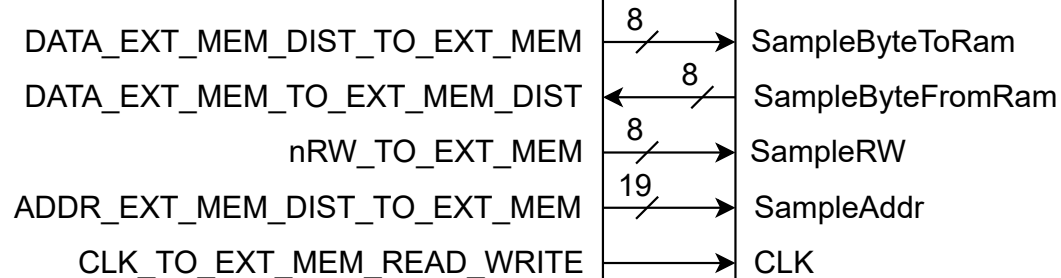 DATA_EXT_MEM_DIST_TO_EXT_MEM 8 SampleByteToRam
DATA_EXT_MEM_TO_EXT_MEM_DIST 8 SampleByteFromRam
nRW_TO_EXT_MEM 8 SampleRW
ADDR_EXT_MEM_DIST_TO_EXT_MEM 19 SampleAddr
CLK_TO_EXT_MEM_READ_WRITE CLK